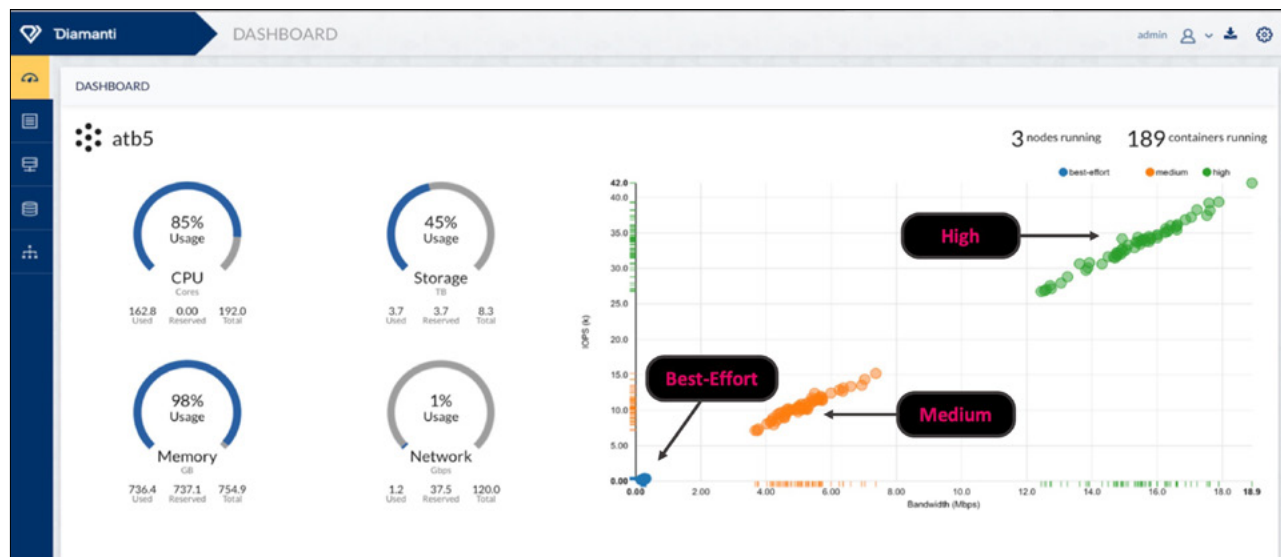 Diamanti
DASHBOARD
admin
DASHBOARD
atb5
3 nodes running
189 containers running
85%
Usage
CPU
Cores
162.8 0.00 192.0
Used Reserved Total
45%
Usage
Storage
TB
3.7 3.7 8.3
Used Reserved Total
98%
Usage
Memory
GB
736.4 737.1 754.9
Used Reserved Total
1%
Usage
Network
Gbps
1.2 37.5 120.0
Used Reserved Total
best-effort medium high
42.0
40.0
35.0
30.0
25.0
20.0
15.0
10.0
5.00
0.00
IOPS (k)
High
Best-Effort
Medium
0.00 2.00 4.00 6.00 8.00 10.0 12.0 14.0 16.0 18.0 18.9
Bandwidth (Mbps)